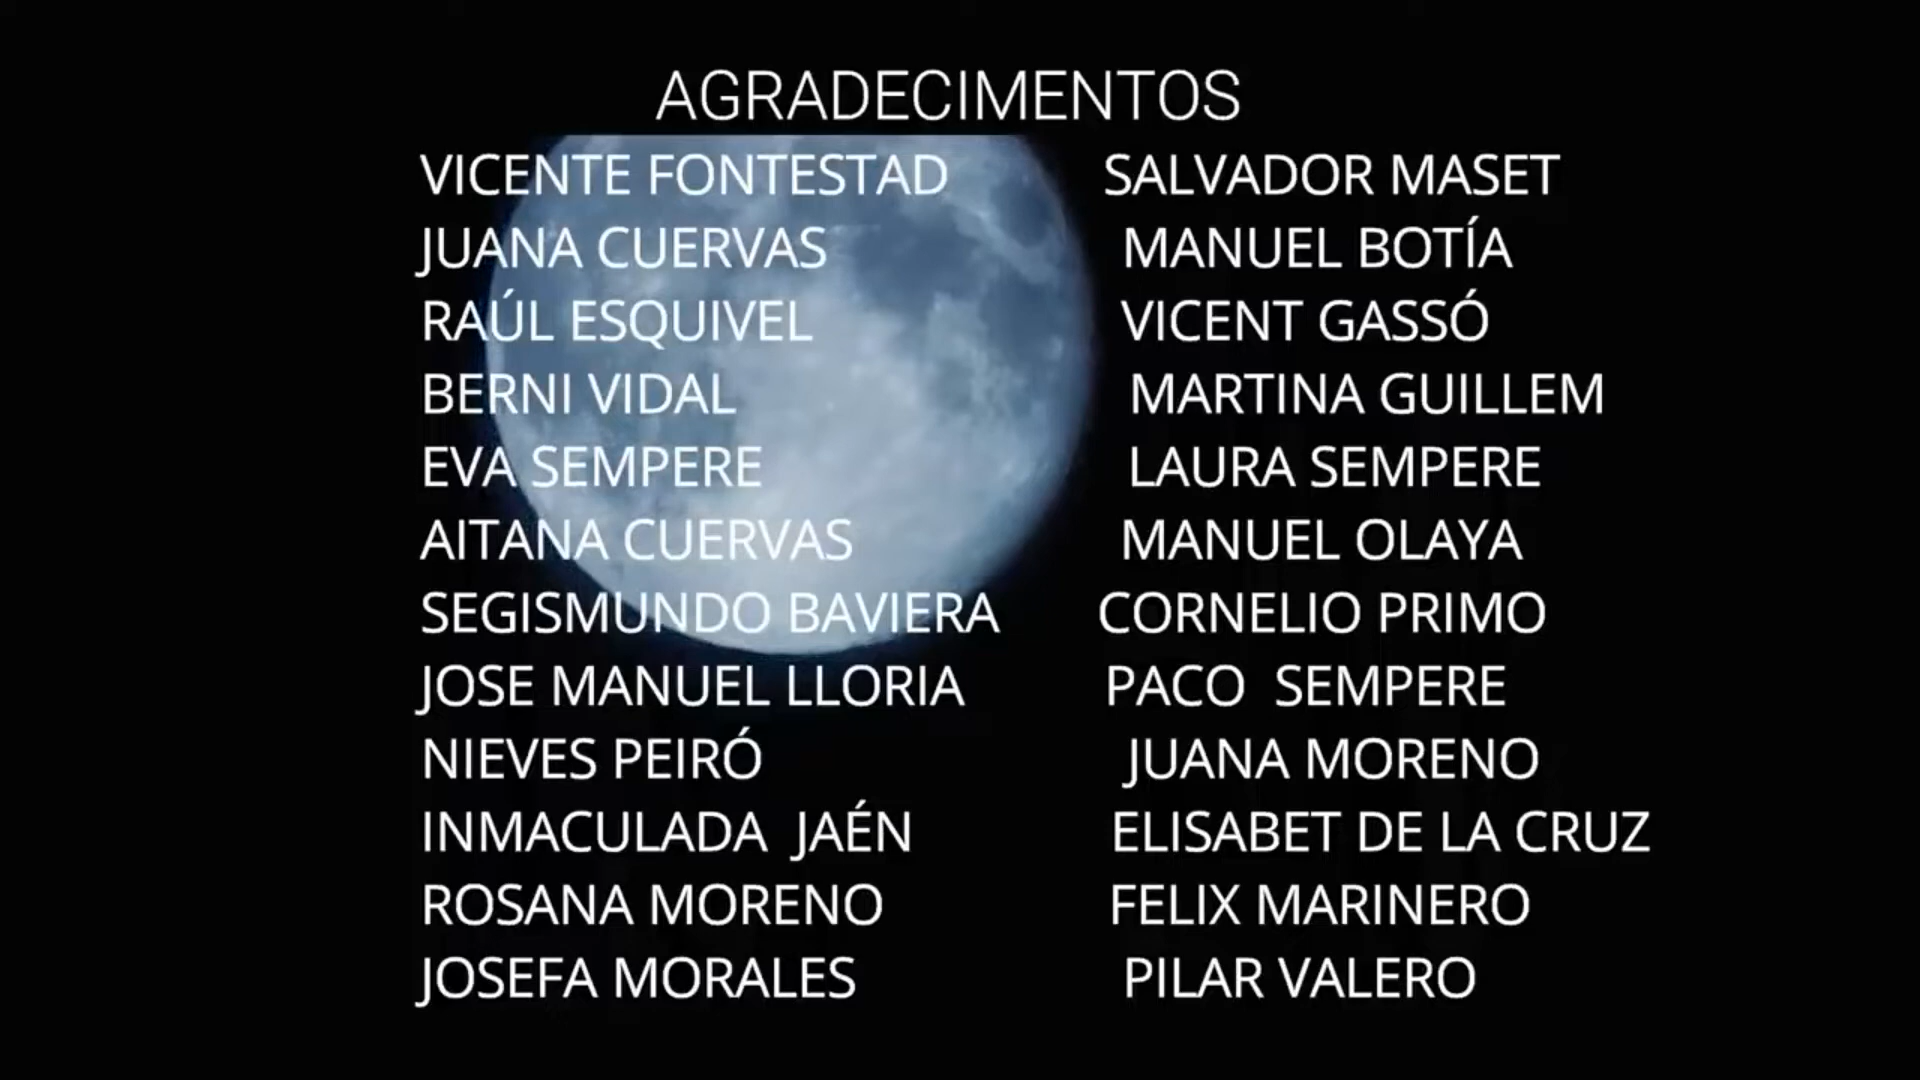 AGRADECIMENTOS
VICENTE FONTESTAD SALVADOR MASET
JUANA CUERVAS MANUEL BOTÍA
RAÚL ESQUIVEL VICENT GASSÓ
BERNI VIDAL MARTINA GUILLEM
EVA SEMPERE LAURA SEMPERE
AITANA CUERVAS MANUEL OLAYA
SEGISMUNDO BAVIERA CORNELIO PRIMO
JOSE MANUEL LLORIA PACO SEMPERE
NIEVES PEIRÓ JUANA MORENO
INMACULADA JAÉN ELISABET DE LA CRUZ
ROSANA MORENO FELIX MARINERO
JOSEFA MORALES PILAR VALERO